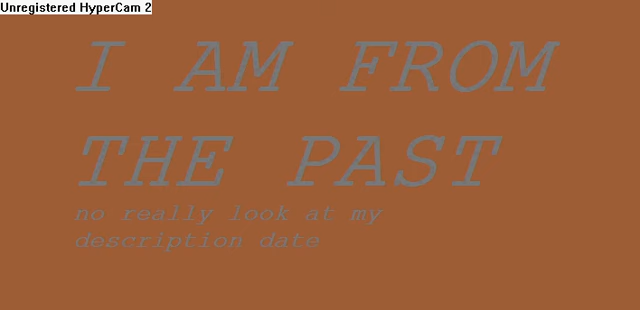 Unregistered HyperCam 2
I AM FROM
THE PAST
no really look at my
description date